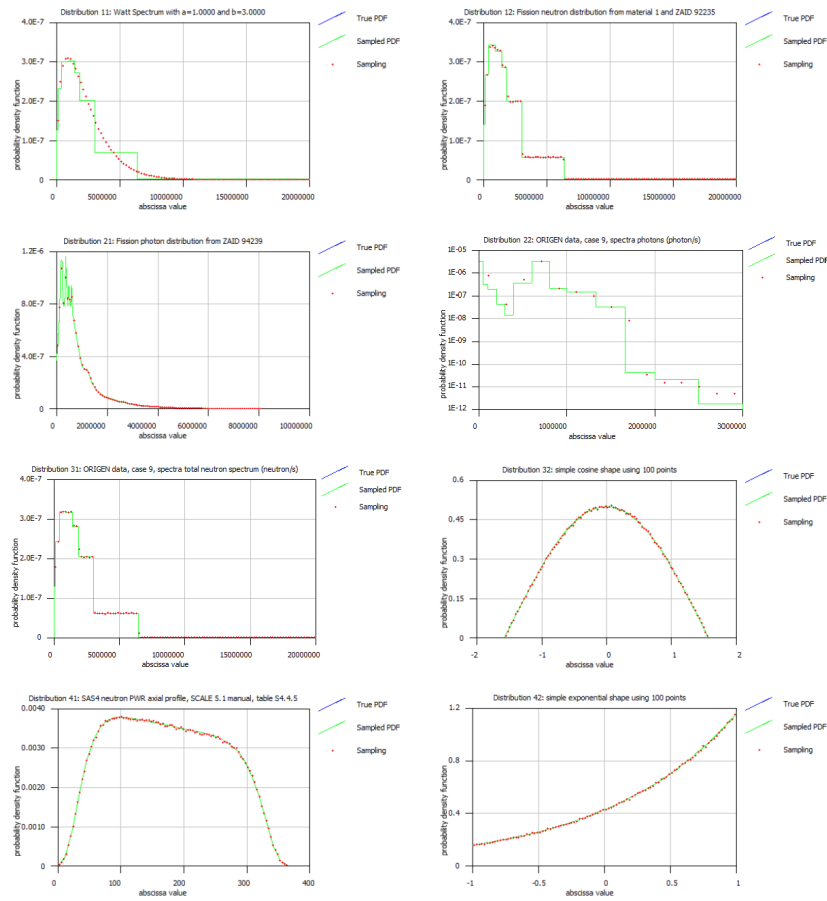 Distribution 11: Watt Spectrum with a=1.0000 and b=3.0000
True PDF
Sampled PDF
Sampling
probability density function
4.0E-7
3.0E-7
2.0E-7
1.0E-7
0
0 5000000 10000000 15000000 20000000
abscissa value
Distribution 12: Fission neutron distribution from material 1 and ZAID 92235
True PDF
Sampled PDF
Sampling
probability density function
4.0E-7
3.0E-7
2.0E-7
1.0E-7
0
0 5000000 10000000 15000000 20000000
abscissa value
Distribution 21: Fission photon distribution from ZAID 94239
True PDF
Sampled PDF
Sampling
probability density function
1.2E-6
8.0E-7
4.0E-7
0
0 2000000 4000000 6000000 8000000 10000000
abscissa value
Distribution 22: ORIGEN data, case 9, spectra photons (photon/s)
True PDF
Sampled PDF
Sampling
probability density function
1E-05
1E-06
1E-07
1E-08
1E-10
1E-11
1E-12
0 1000000 2000000 3000000
abscissa value
Distribution 31: ORIGEN data, case 9, spectra total neutron spectrum (neutron/s)
True PDF
Sampled PDF
Sampling
probability density function
4.0E-7
3.0E-7
2.0E-7
1.0E-7
0
0 5000000 10000000 15000000 20000000
abscissa value
Distribution 32: simple cosine shape using 100 points
True PDF
Sampled PDF
Sampling
probability density function
0.6
0.45
0.3
0.15
0
-2 -1 0 1 2
abscissa value
Distribution 41: SAS4 neutron PWR axial profile, SCALE 5.1 manual, table S4.4.5
True PDF
Sampled PDF
Sampling
probability density function
0.0040
0.0030
0.0020
0.0010
0
0 100 200 300 400
abscissa value
Distribution 42: simple exponential shape using 100 points
True PDF
Sampled PDF
Sampling
probability density function
1.2
0.8
0.4
0
-1 -0.5 0 0.5 1
abscissa value